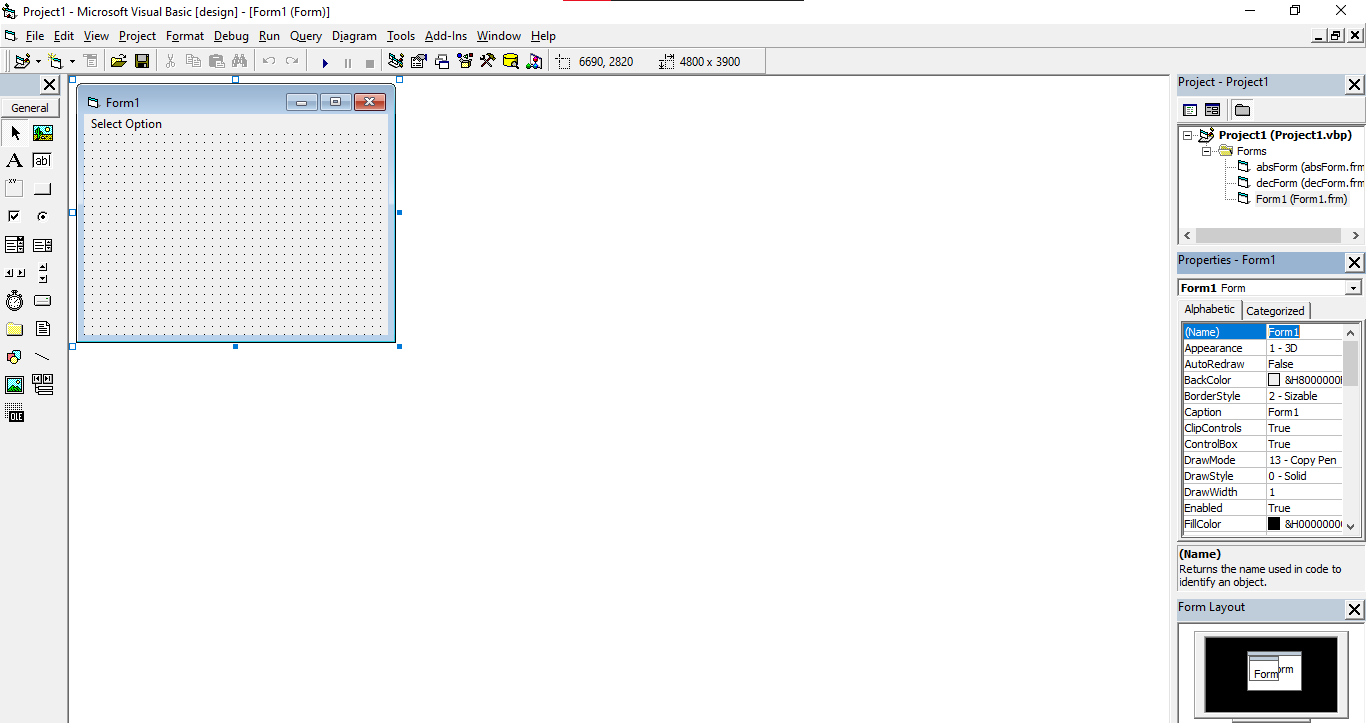 Project1 - Microsoft Visual Basic [design] - [Form1 (Form)]
File Edit View Project Format Debug Run Query Diagram Tools Add-Ins Window Help
6690, 2820 4800 x 3900
General
A ab|
XY
OLE
Form1
Select Option
Project - Project1
Project1 (Project1.vbp)
Forms
absForm (absForm.frm
decForm (decForm.frm
Form1 (Form1.frm)
Properties - Form1
Form1 Form
Alphabetic Categorized
(Name) Form1
Appearance 1 - 3D
AutoRedraw False
BackColor &H8000000
BorderStyle 2 - Sizable
Caption Form1
ClipControls True
ControlBox True
DrawMode 13 - Copy Pen
DrawStyle 0 - Solid
DrawWidth 1
Enabled True
FillColor &H0000000
(Name)
Returns the name used in code to
identify an object.
Form Layout
orm
Form